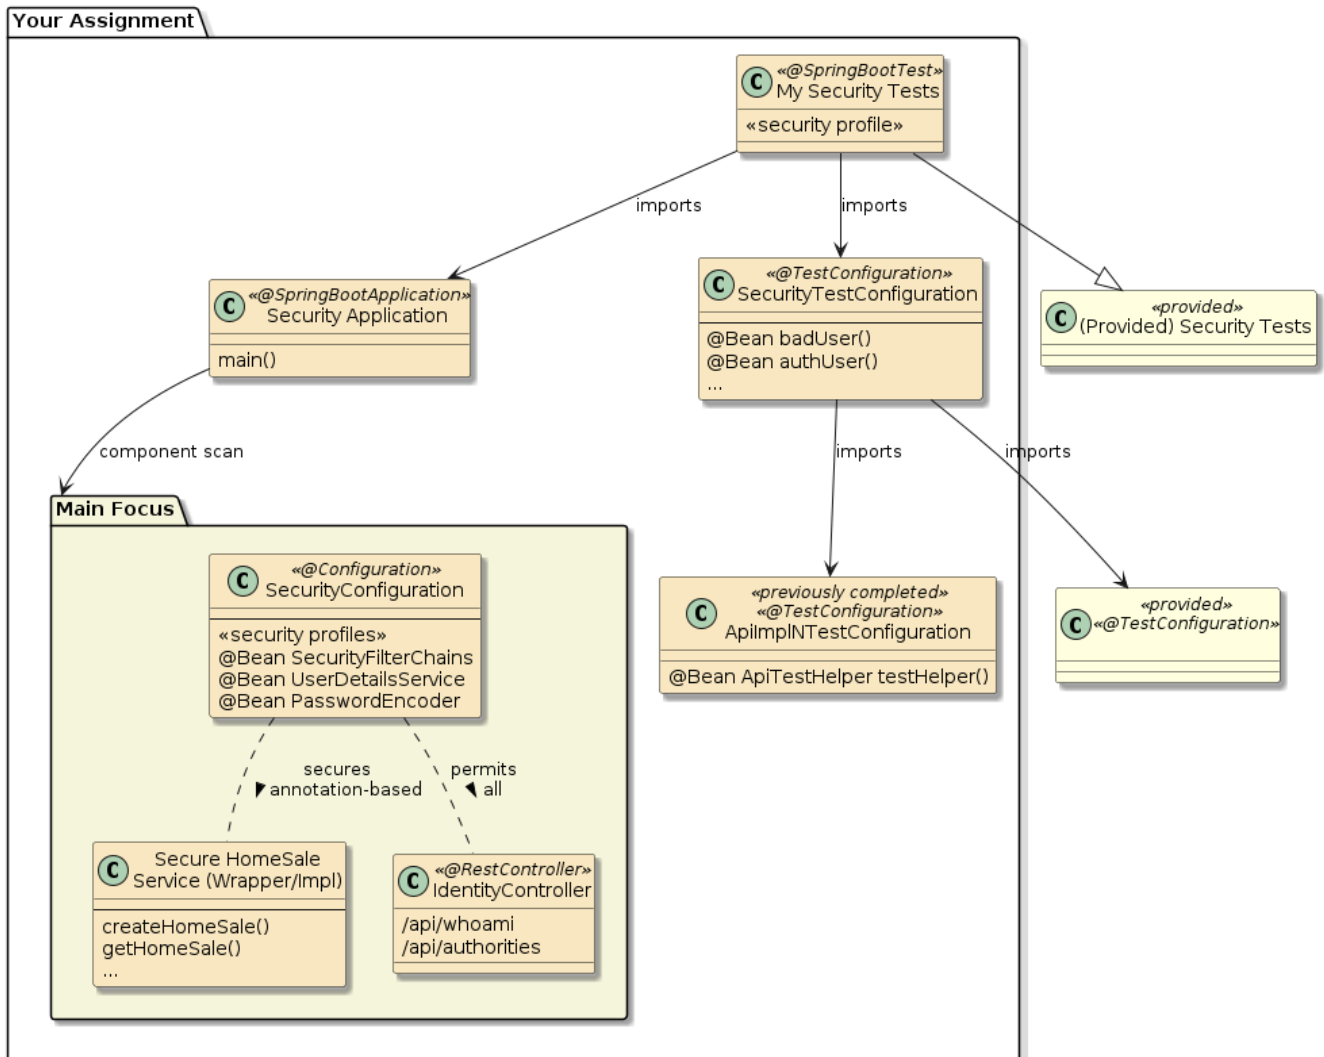 Your Assignment
C
«@SpringBootTest»
My Security Tests
«security profile»
imports
imports
C
«@SpringBootApplication»
Security Application
main()
C
«@TestConfiguration»
SecurityTestConfiguration
@Bean badUser()
@Bean authUser()
...
C
«provided»
(Provided) Security Tests
component scan
imports
imports
Main Focus
C
«@Configuration»
SecurityConfiguration
«security profiles»
@Bean SecurityFilterChains
@Bean UserDetailsService
@Bean PasswordEncoder
C
«previously completed»
«@TestConfiguration»
ApiImplNTestConfiguration
@Bean ApiTestHelper testHelper()
C
«provided»
«@TestConfiguration»
secures
annotation-based
permits
all
C
Secure HomeSale
Service (Wrapper/Impl)
createHomeSale()
getHomeSale()
...
C
«@RestController»
IdentityController
/api/whoami
/api/authorities